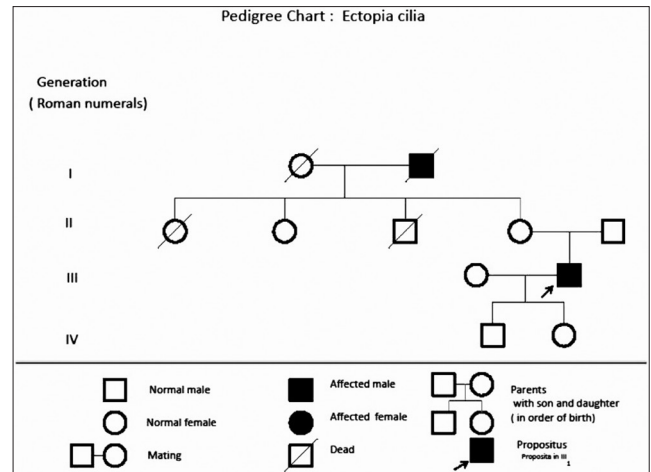 Pedigree Chart : Ectopia cilia
Generation
( Roman numerals)
I
II
III
IV
Normal male
Normal female
Mating
Affected male
Affected female
Dead
Parents
with son and daughter
( in order of birth)
Propositus
Proposita in III
1